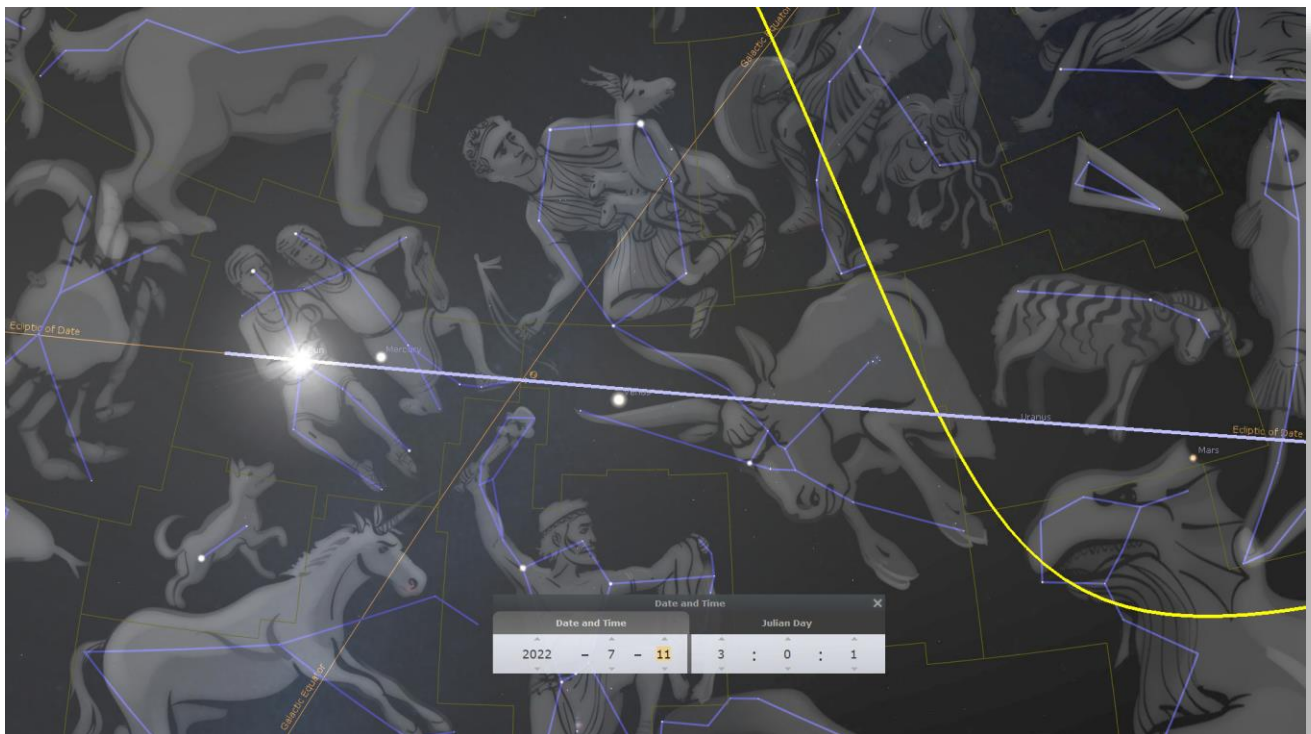 Galactic Equator
Ecliptic of Date
Mercury
Uranus
Ecliptic of Date
Mars
Date and Time
Date and Time Julian Day
2022 - 7 - 11 3 : 0 : 1
Galactic Equator